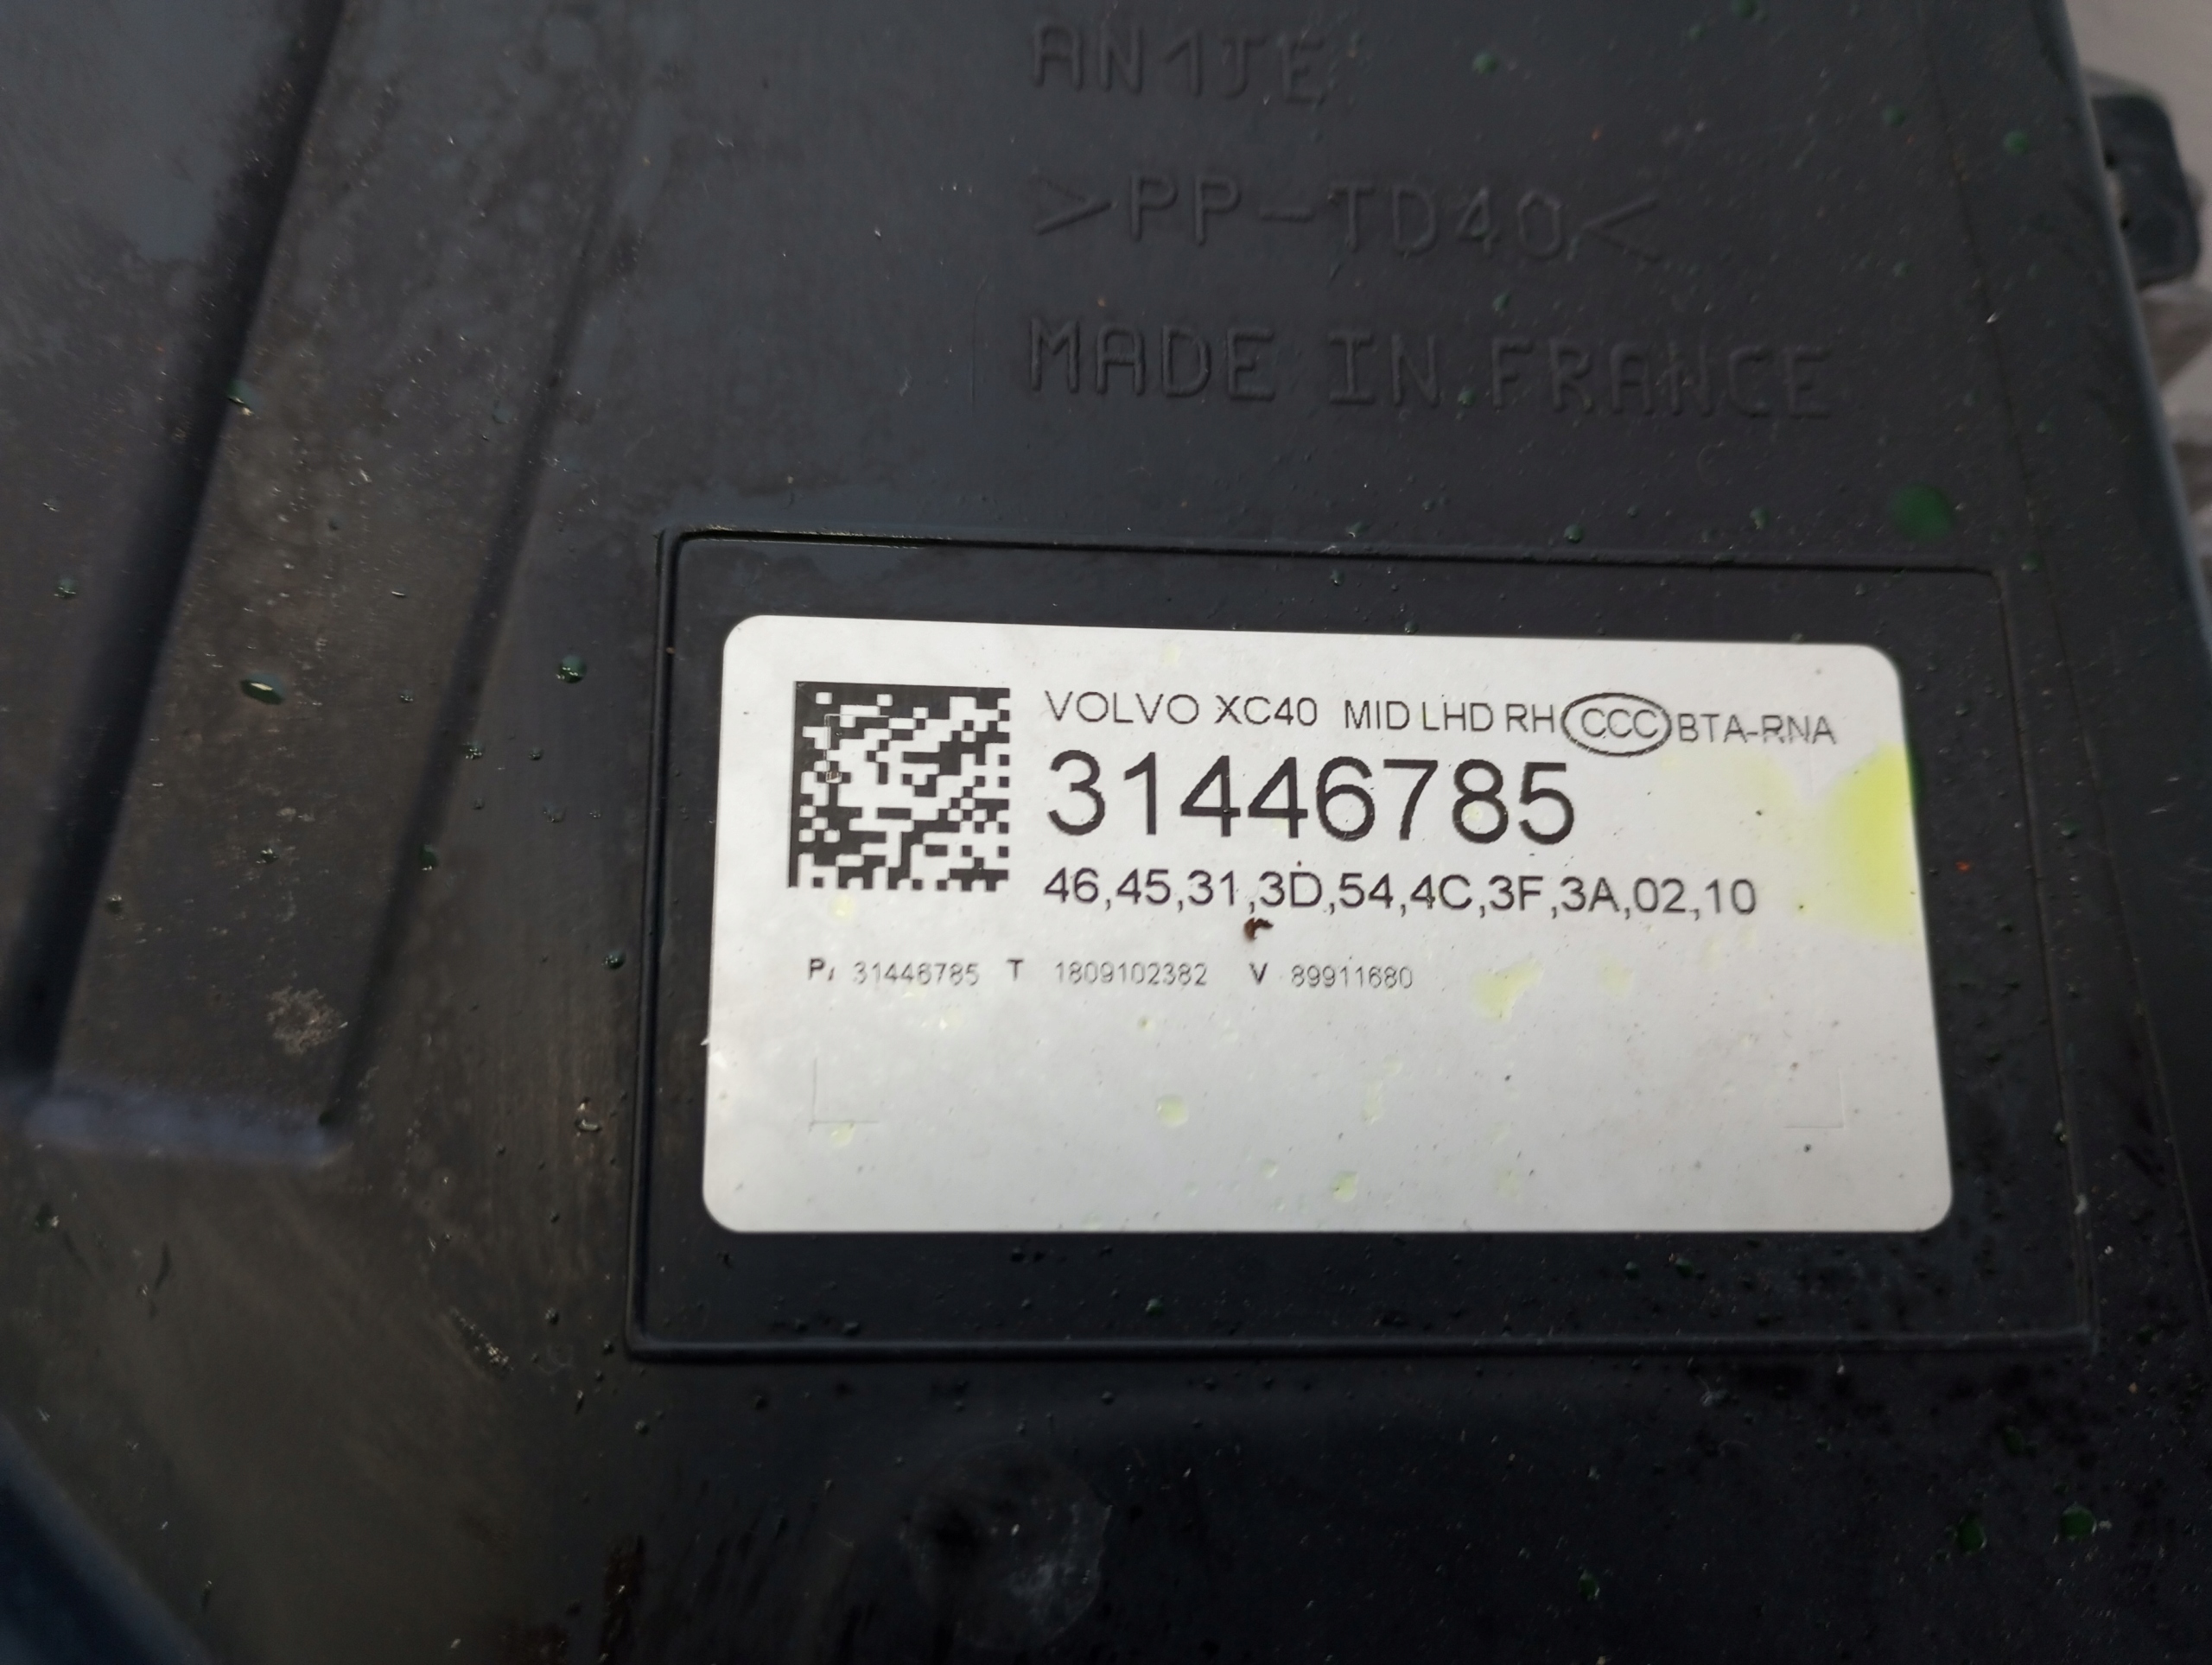 AN1JE
>PP-TD40<
MADE IN FRANCE
VOLVO XC40 MID LHD RH CCC BTA-RNA
31446785
46,45,31,3D,54,4C,3F,3A,02,10
P, 31446785 T 1809102382 V 89911680